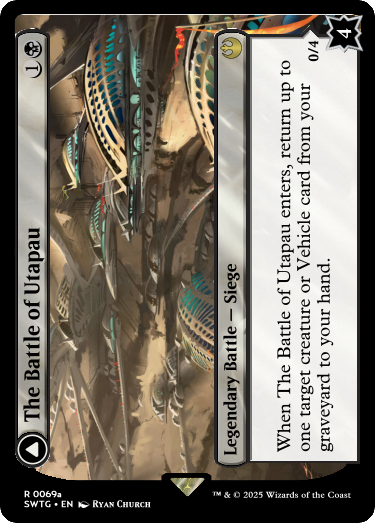 The Battle of Utapau
1
Legendary Battle — Siege
0/4
4
When The Battle of Utapau enters, return up to
one target creature or Vehicle card from your
graveyard to your hand.
R 0069a
SWTG • EN RYAN CHURCH
™ & © 2025 Wizards of the Coast